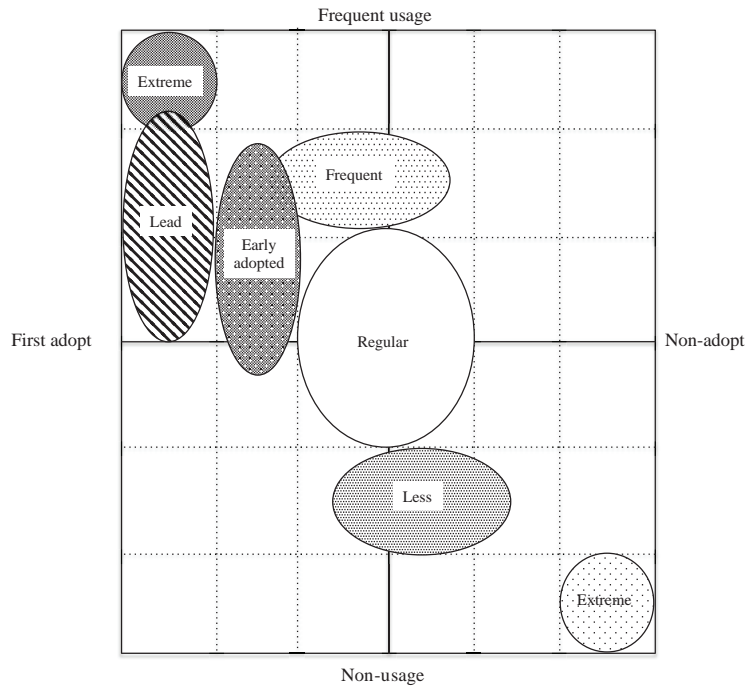 Frequent usage
Extreme
Frequent
Lead
Early
adopted
First adopt
Regular
Non-adopt
Less
Extreme
Non-usage